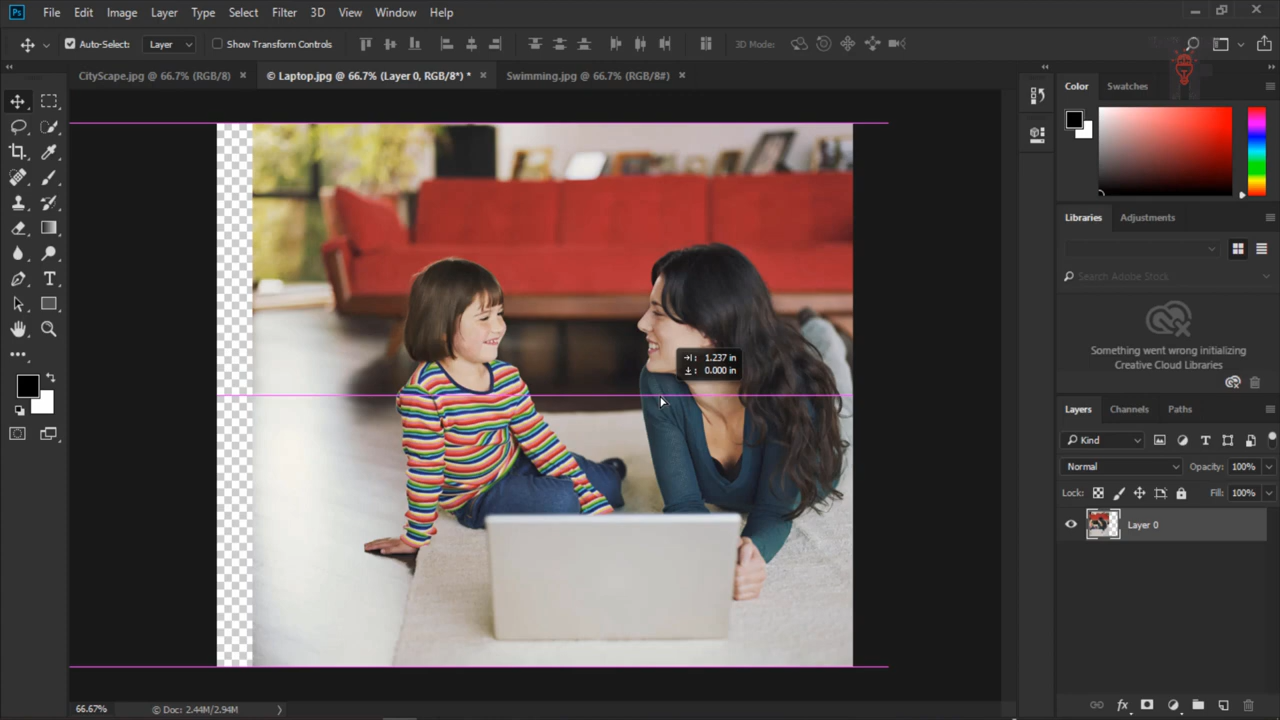 Ps File Edit Image Layer Type Select Filter 3D View Window Help
Auto-Select: Layer Show Transform Controls 3D Mode:
CityScape.jpg @ 66.7% (RGB/8) × © Laptop.jpg @ 66.7% (Layer 0, RGB/8*) * × Swimming.jpg @ 66.7% (RGB/8#) ×
Color Swatches
Libraries Adjustments
Search Adobe Stock
Something went wrong initializing
Creative Cloud Libraries
→|: 1.237 in
↓: 0.000 in
Layers Channels Paths
Kind
Normal Opacity: 100%
Lock: Fill: 100%
Layer 0
66.67% © Doc: 2.44M/2.94M